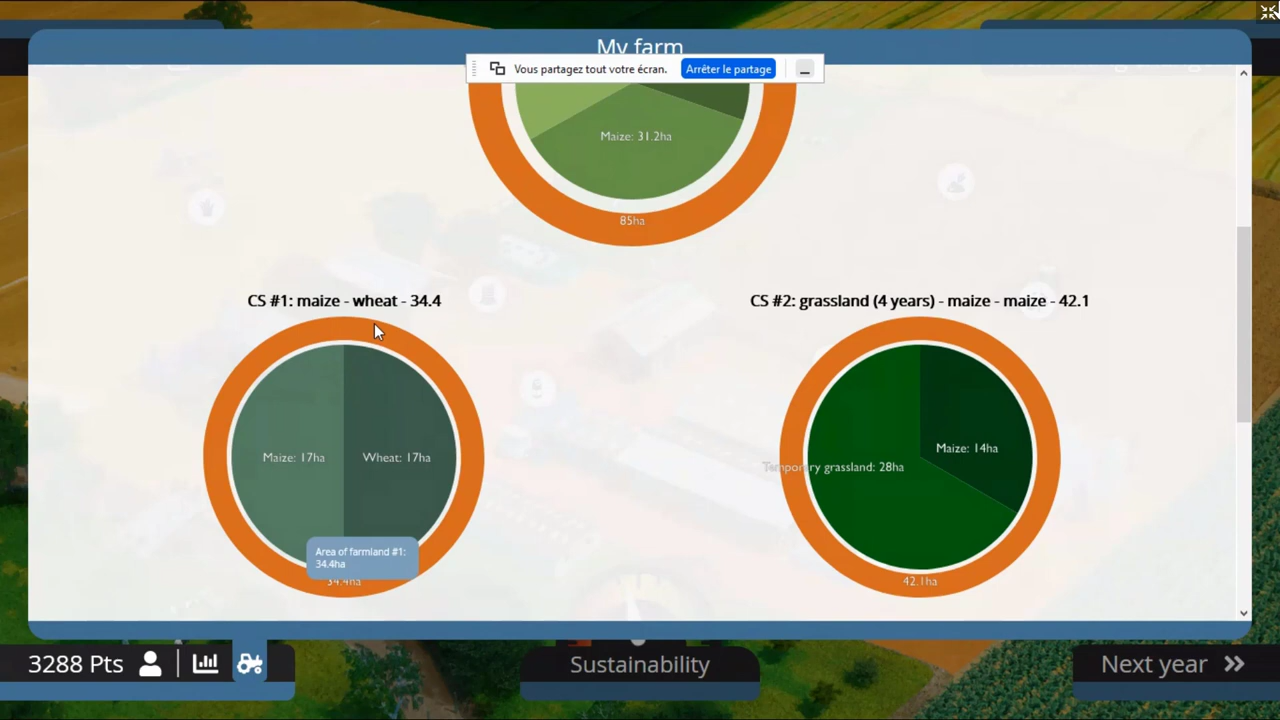 My farm
Vous partagez tout votre écran.
Arrêter le partage
Maize: 31.2ha
85ha
CS #1: maize - wheat - 34.4
CS #2: grassland (4 years) - maize - maize - 42.1
Maize: 17ha
Wheat: 17ha
Maize: 14ha
Temporary grassland: 28ha
Area of farmland #1:
34.4ha
34.4ha
42.1ha
3288 Pts
Sustainability
Next year